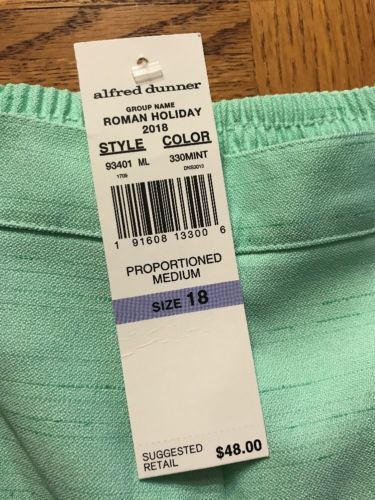 alfred dunner
GROUP NAME
ROMAN HOLIDAY
2018
STYLE COLOR
93401 ML 330MINT
1709 DNS2013
1 91608 13300 6
PROPORTIONED
MEDIUM
SIZE 18
SUGGESTED
RETAIL $48.00